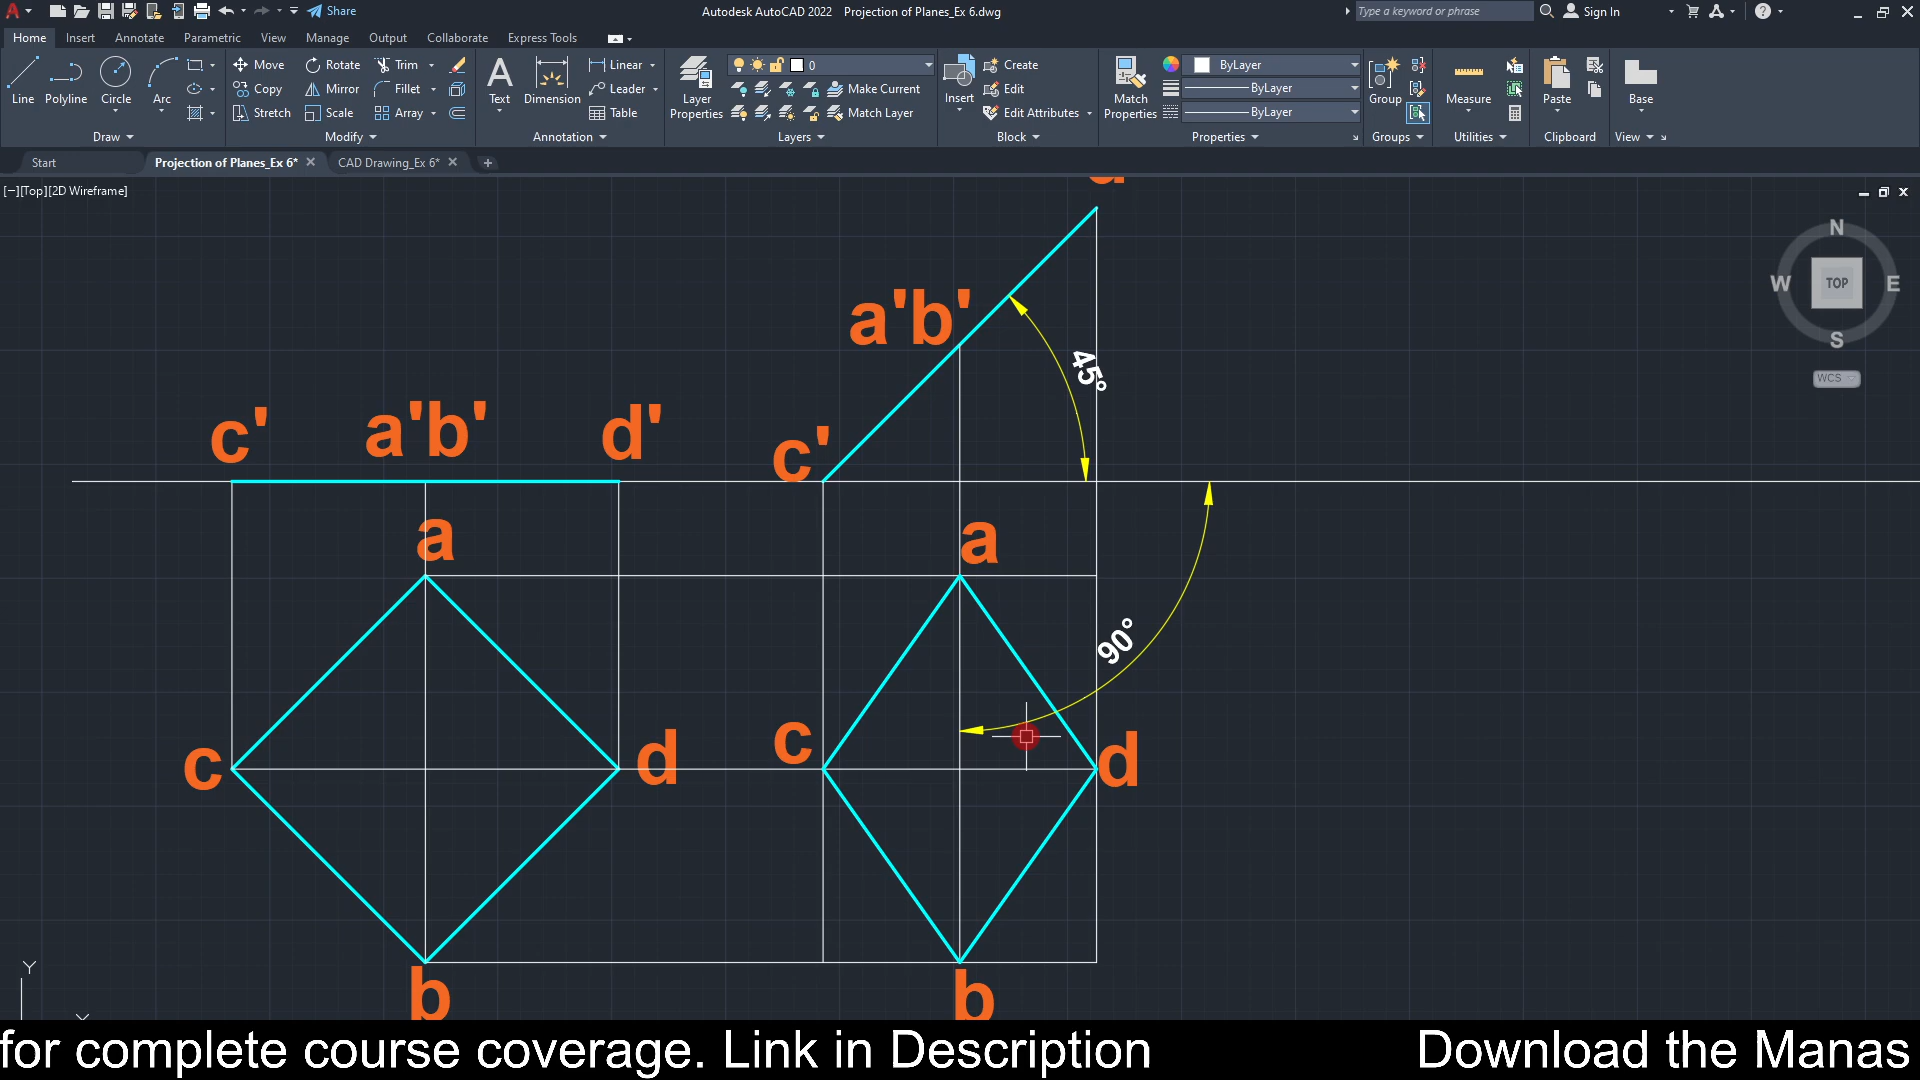 Share
Autodesk AutoCAD 2022 Projection of Planes_Ex 6.dwg
Type a keyword or phrase
Sign In
Home Insert Annotate Parametric View Manage Output Collaborate Express Tools
Line Polyline Circle Arc
Draw
Move Rotate Trim
Copy Mirror Fillet
Stretch Scale Array
Modify
Text Dimension
Linear
Leader
Table
Annotation
Layer Properties
0
Make Current
Match Layer
Layers
Insert
Create
Edit
Edit Attributes
Block
Match Properties
ByLayer
ByLayer
ByLayer
Properties
Group
Groups
Measure
Utilities
Paste
Clipboard
Base
View
Start Projection of Planes_Ex 6* CAD Drawing_Ex 6*
[−][Top][2D Wireframe]
N
W TOP E
S
WCS
a'b'
45°
c' a'b' d' c'
a a
90°
c d c d
b b
Y
for complete course coverage. Link in Description Download the Manas